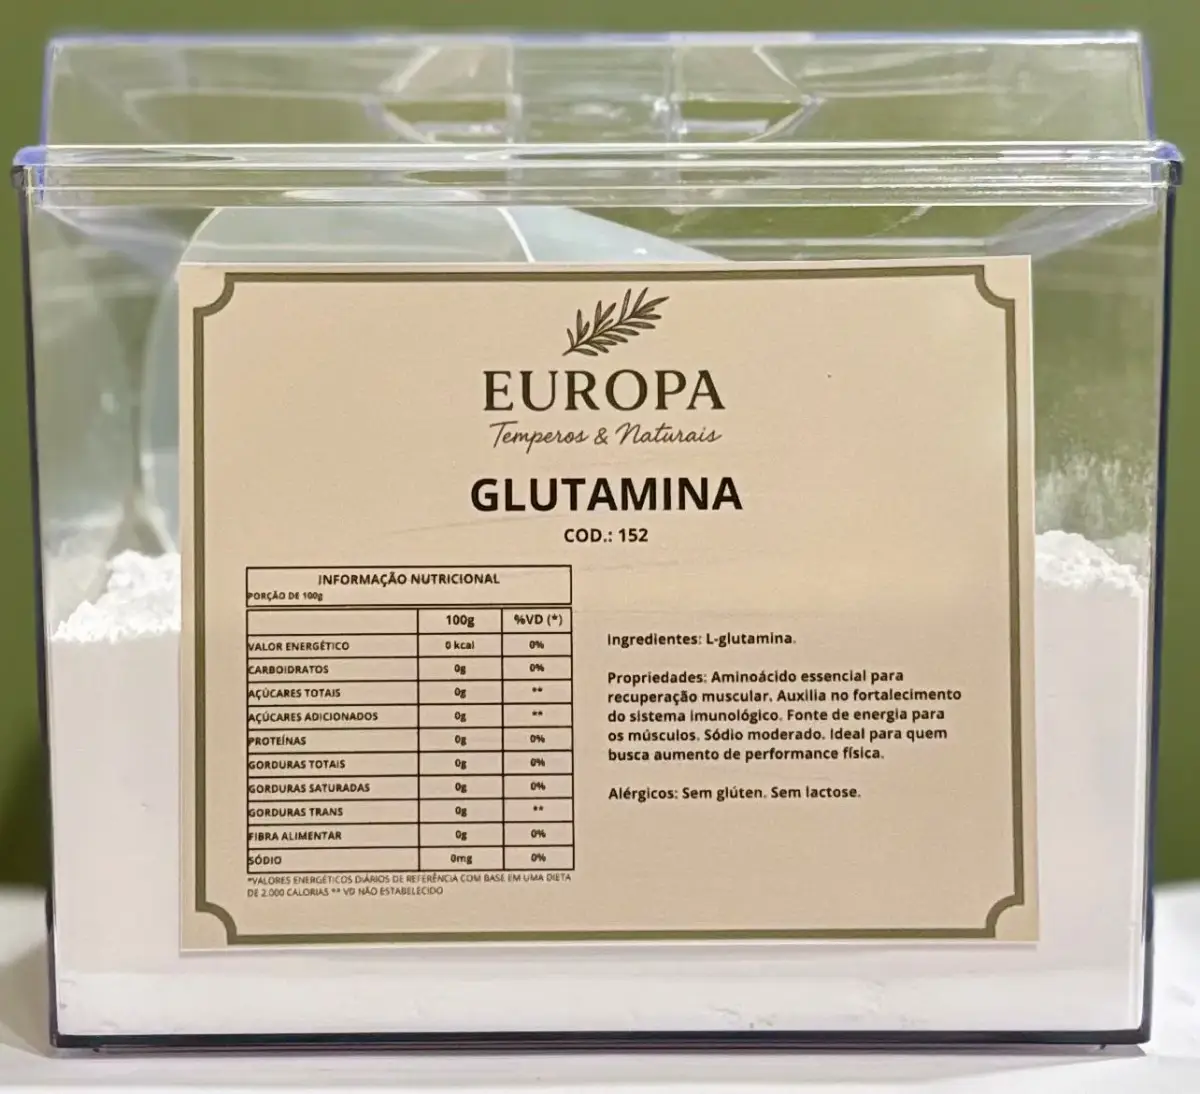 EUROPA
Temperos & Naturais
GLUTAMINA
COD.: 152
INFORMAÇÃO NUTRICIONAL
PORÇÃO DE 100g
100g %VD (*)
VALOR ENERGÉTICO 0 kcal 0%
CARBOIDRATOS 0g 0%
AÇÚCARES TOTAIS 0g **
AÇÚCARES ADICIONADOS 0g **
PROTEÍNAS 0g 0%
GORDURAS TOTAIS 0g 0%
GORDURAS SATURADAS 0g 0%
GORDURAS TRANS 0g **
FIBRA ALIMENTAR 0g 0%
SÓDIO 0mg 0%
*VALORES ENERGÉTICOS DIÁRIOS DE REFERÊNCIA COM BASE EM UMA DIETA
DE 2.000 CALORIAS ** VD NÃO ESTABELECIDO
Ingredientes: L-glutamina.
Propriedades: Aminoácido essencial para
recuperação muscular. Auxilia no fortalecimento
do sistema imunológico. Fonte de energia para
os músculos. Sódio moderado. Ideal para quem
busca aumento de performance física.
Alérgicos: Sem glúten. Sem lactose.